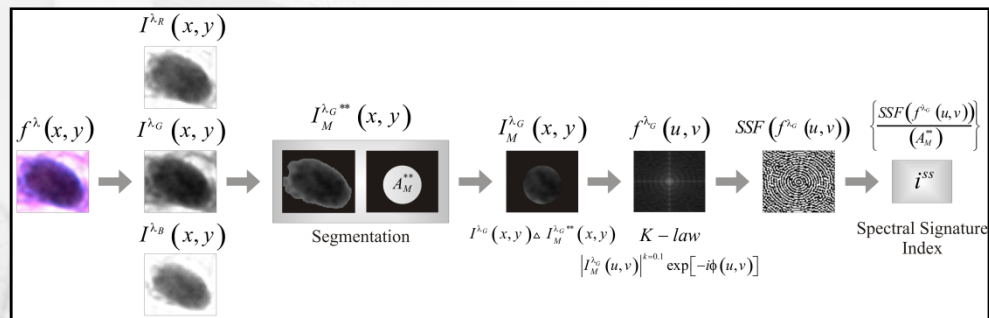 I^{λ_R}(x, y)
f^{λ}(x, y)
I^{λ_G}(x, y)
I^{λ_B}(x, y)
I_M^{λ_G**}(x, y)
A_M^{**}
Segmentation
I_M^{λ_G}(x, y)
I^{λ_G}(x, y) △ I_M^{λ_G**}(x, y)
f^{λ_G}(u, v)
K − law
|I_M^{λ_G}(u, v)|^{k=0.1} exp[−iϕ(u, v)]
SSF(f^{λ_G}(u, v))
{SSF(f^{λ_G}(u, v)) / (A_M^{**})}
i^{ss}
Spectral Signature
Index